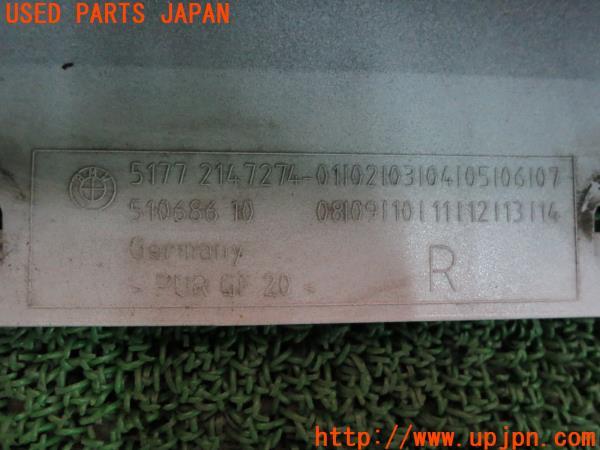 USED PARTS JAPAN
BMW
5177 2147274-01|02|03|04|05|06|07
510686 10 08|09|10|11|12|13|14
Germany
- PUR GF 20 -
R
http://www.upjpn.com